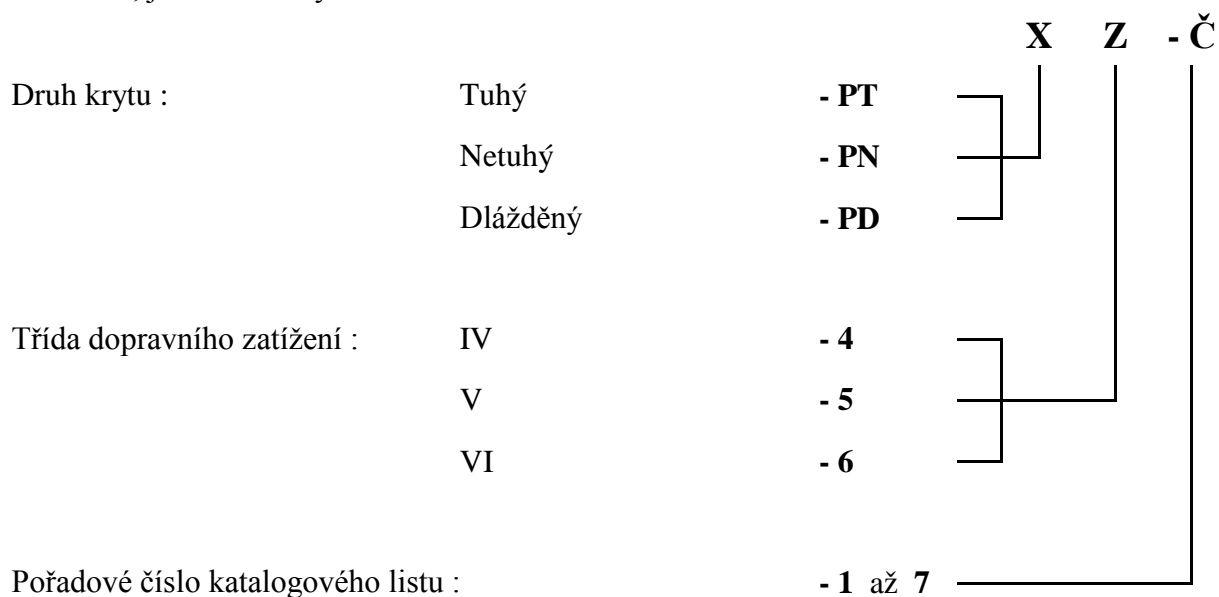 X Z - Č
Druh krytu : Tuhý - PT
Netuhý - PN
Dlážděný - PD
Třída dopravního zatížení : IV - 4
V - 5
VI - 6
Pořadové číslo katalogového listu : - 1 až 7